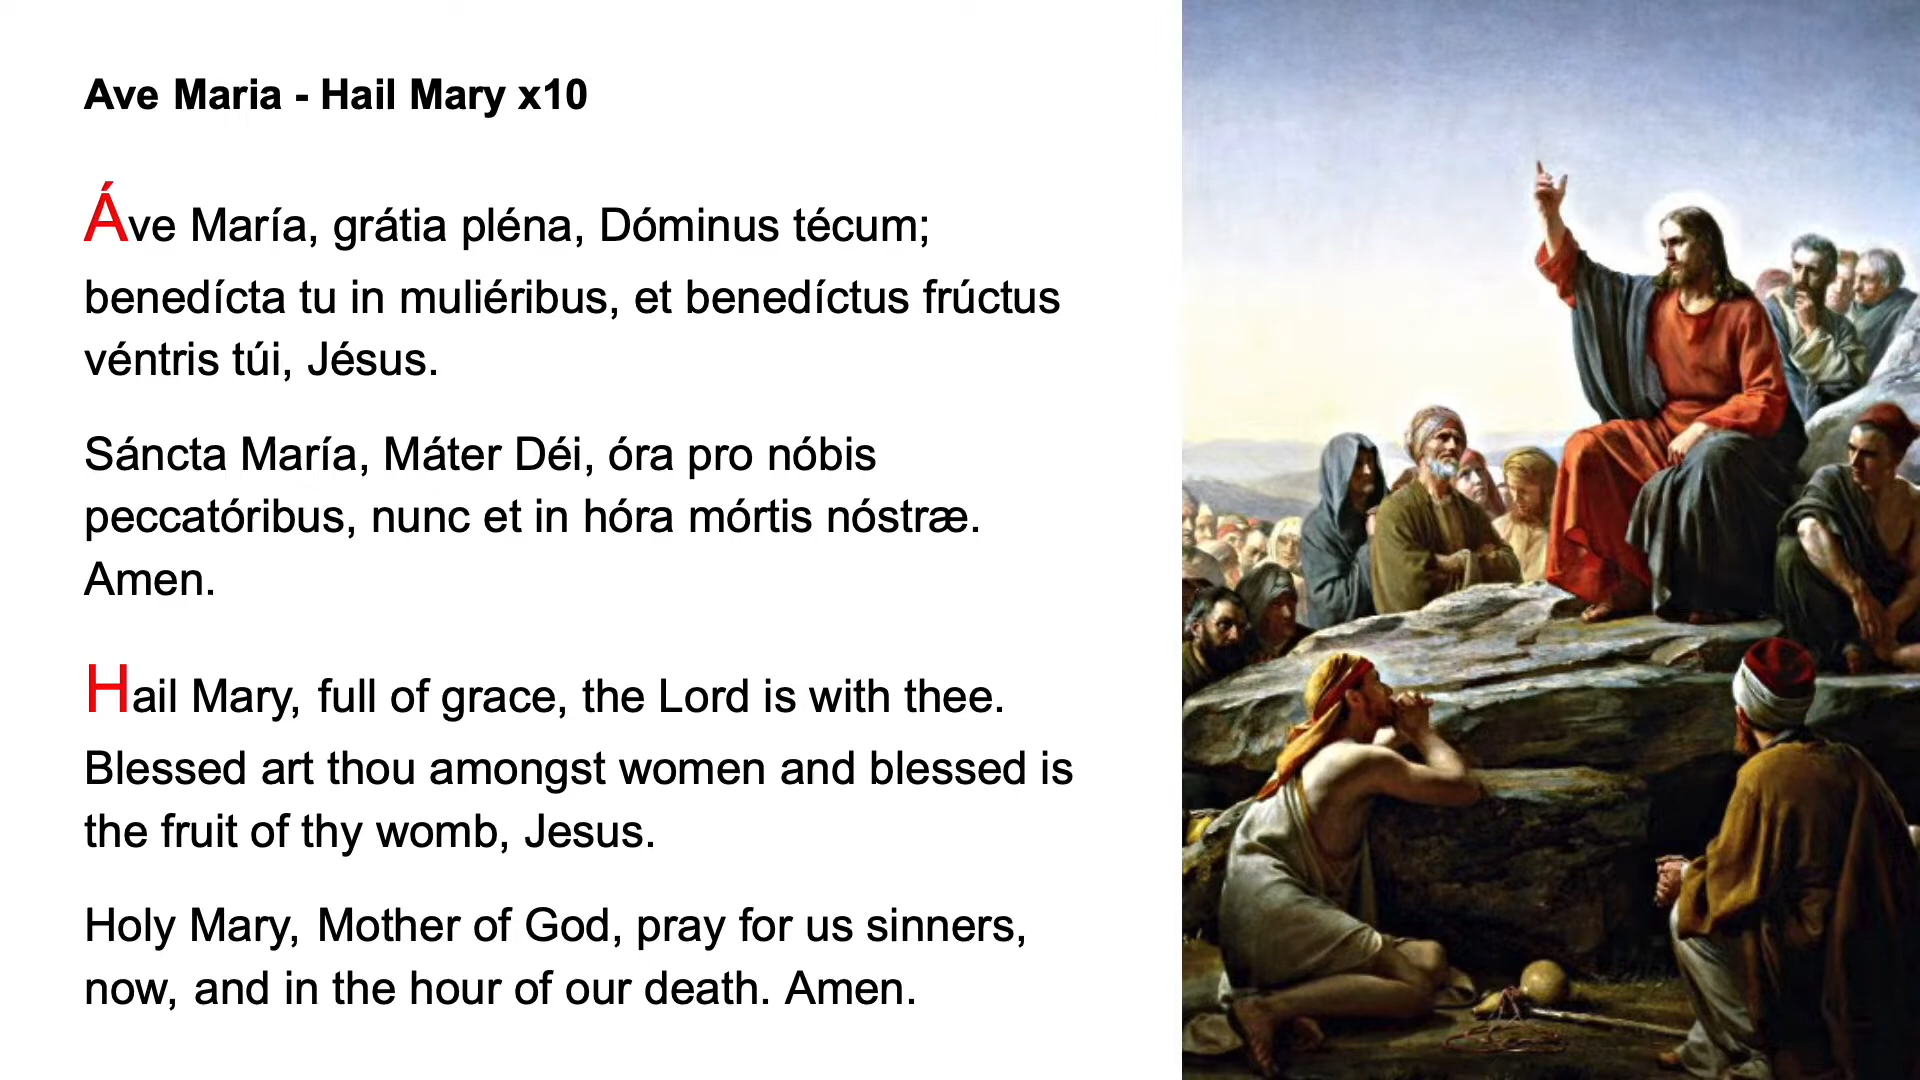 Ave Maria - Hail Mary x10
Áve María, grátia pléna, Dóminus técum;
benedícta tu in muliéribus, et benedíctus frúctus
véntris túi, Jésus.
Sáncta María, Máter Déi, óra pro nóbis
peccatóribus, nunc et in hóra mórtis nóstræ.
Amen.
Hail Mary, full of grace, the Lord is with thee.
Blessed art thou amongst women and blessed is
the fruit of thy womb, Jesus.
Holy Mary, Mother of God, pray for us sinners,
now, and in the hour of our death. Amen.